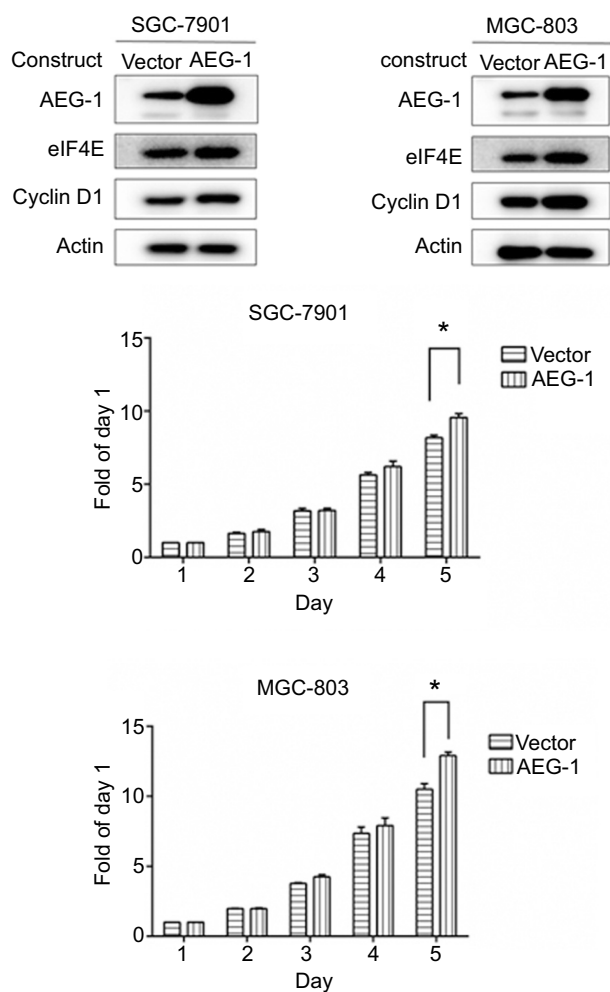 SGC-7901
Construct Vector AEG-1
AEG-1
eIF4E
Cyclin D1
Actin
MGC-803
construct Vector AEG-1
AEG-1
eIF4E
Cyclin D1
Actin
SGC-7901
*
Vector
AEG-1
Fold of day 1
15
10
5
0
1 2 3 4 5
Day
MGC-803
*
Vector
AEG-1
Fold of day 1
15
10
5
0
1 2 3 4 5
Day